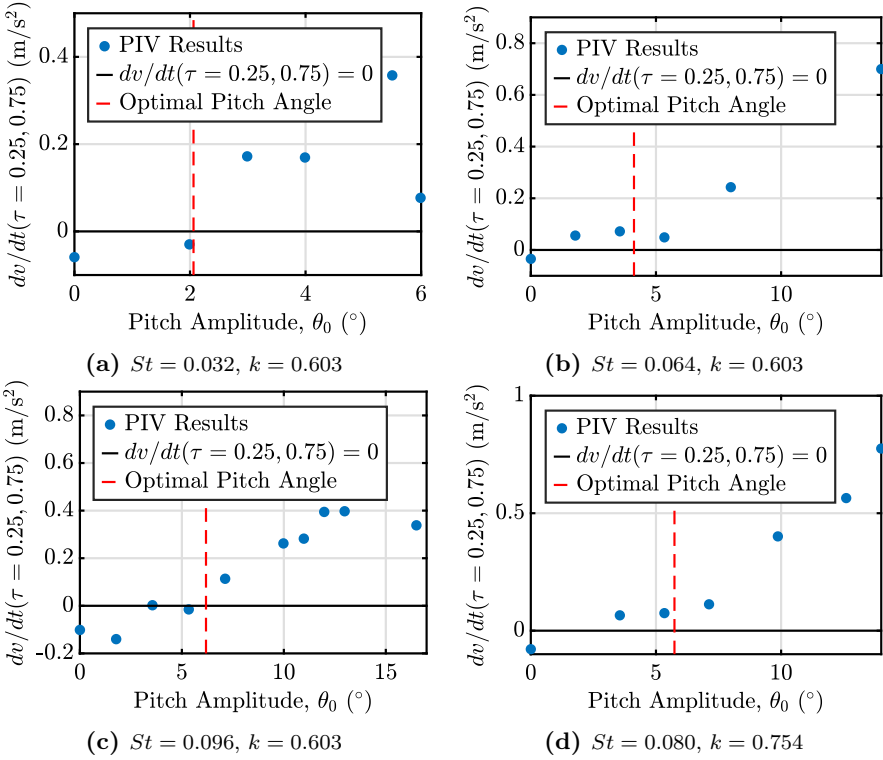 dv/dt(τ = 0.25, 0.75) (m/s²)
0.4
0.2
0
PIV Results
dv/dt(τ = 0.25, 0.75) = 0
Optimal Pitch Angle
0 2 4 6
Pitch Amplitude, θ₀ (°)
(a) St = 0.032, k = 0.603
dv/dt(τ = 0.25, 0.75) (m/s²)
0.8
0.6
0.4
0.2
0
PIV Results
dv/dt(τ = 0.25, 0.75) = 0
Optimal Pitch Angle
0 5 10
Pitch Amplitude, θ₀ (°)
(b) St = 0.064, k = 0.603
dv/dt(τ = 0.25, 0.75) (m/s²)
0.8
0.6
0.4
0.2
0
-0.2
PIV Results
dv/dt(τ = 0.25, 0.75) = 0
Optimal Pitch Angle
0 5 10 15
Pitch Amplitude, θ₀ (°)
(c) St = 0.096, k = 0.603
dv/dt(τ = 0.25, 0.75) (m/s²)
1
0.5
0
PIV Results
dv/dt(τ = 0.25, 0.75) = 0
Optimal Pitch Angle
0 5 10
Pitch Amplitude, θ₀ (°)
(d) St = 0.080, k = 0.754